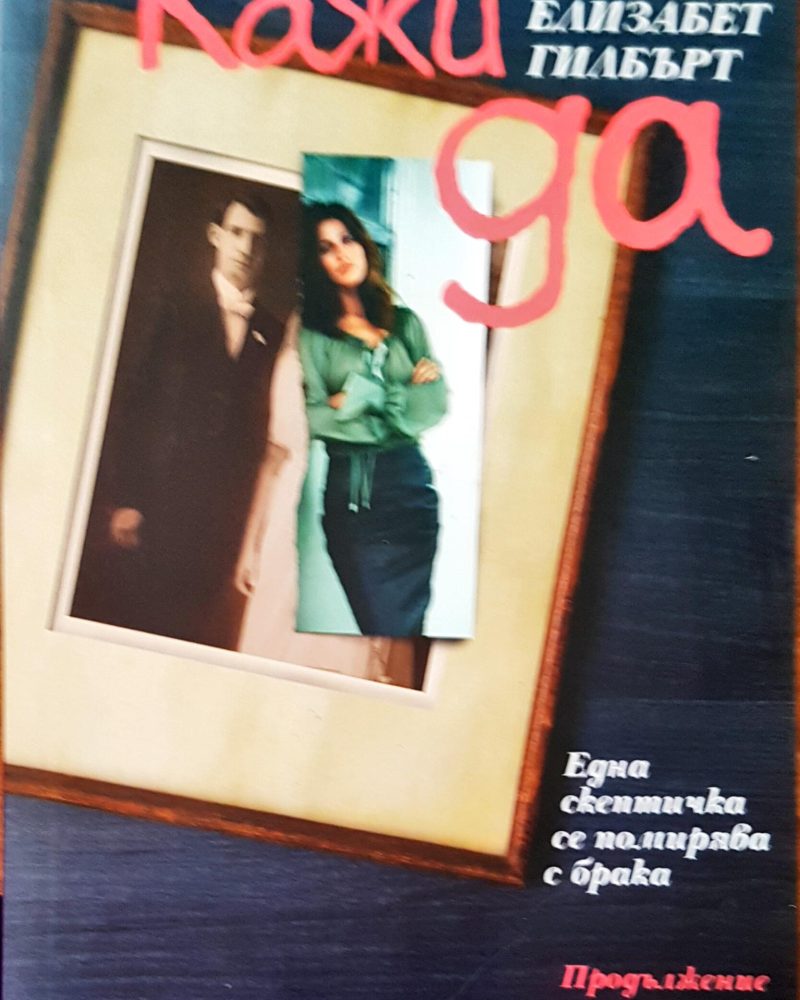 Кажи
да
ЕЛИЗАБЕТ
ГИЛБЪРТ
Една
скептичка
се помирява
с брака
Продължение